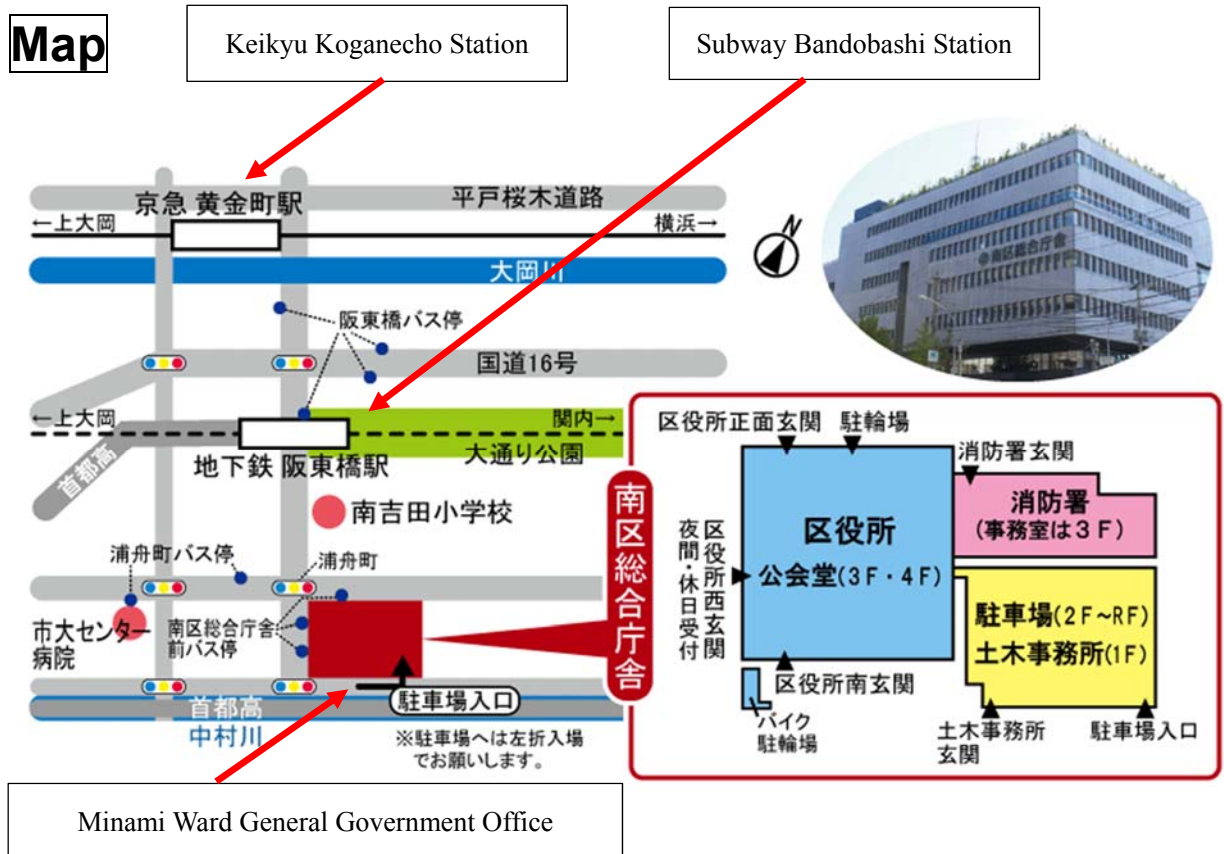 Map
Keikyu Koganecho Station
Subway Bandobashi Station
京急 黄金町駅
平戸桜木道路
←上大岡
横浜→
N
大岡川
南区総合庁舎
阪東橋バス停
国道16号
←上大岡
関内→
首都高
地下鉄 阪東橋駅
大通り公園
南吉田小学校
浦舟町バス停
浦舟町
市大センター
病院
南区総合庁舎
前バス停
駐車場入口
首都高
中村川
※駐車場へは左折入場
でお願いします。
南区総合庁舎
区役所正面玄関
駐輪場
消防署玄関
消防署
(事務室は3F)
区役所
公会堂(3F・4F)
区役所西玄関
夜間・休日受付
駐車場(2F~RF)
土木事務所(1F)
区役所南玄関
バイク
駐輪場
土木事務所
玄関
駐車場入口
Minami Ward General Government Office